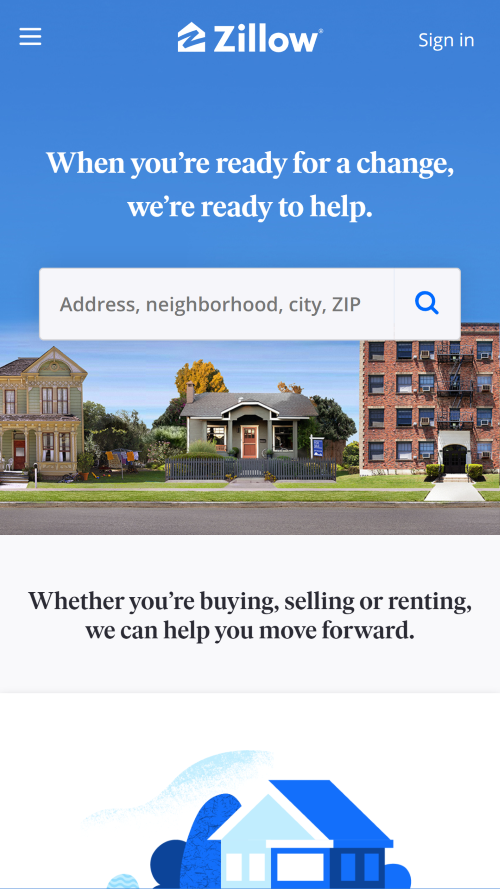 Zillow®
Sign in
When you’re ready for a change,
we’re ready to help.
Address, neighborhood, city, ZIP
Whether you’re buying, selling or renting,
we can help you move forward.